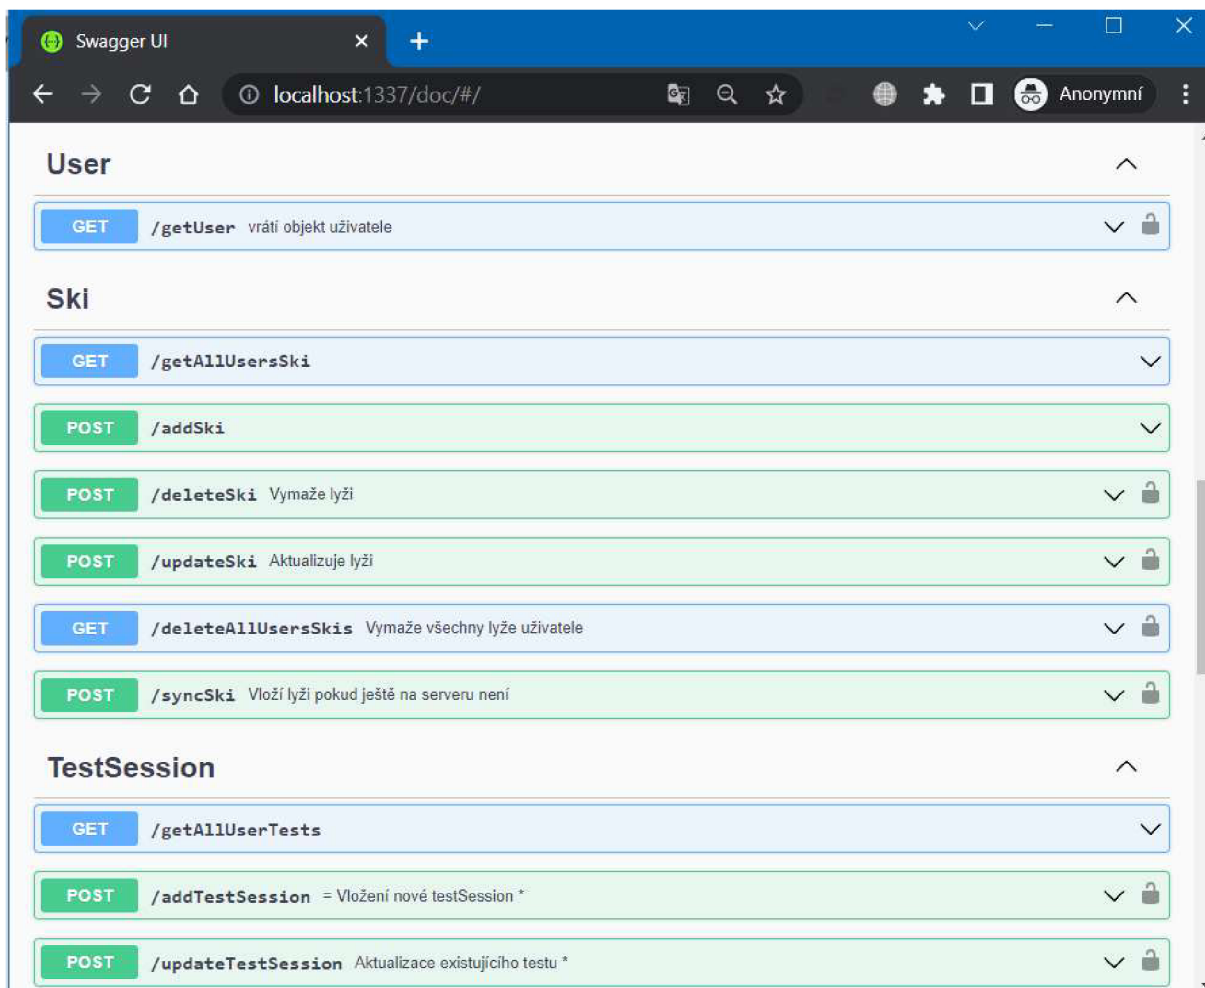 Swagger UI
localhost:1337/doc/#/
Anonymní
User
GET /getUser vrátí objekt uživatele
Ski
GET /getAllUsersSki
POST /addSki
POST /deleteSki Vymaže lyži
POST /updateSki Aktualizuje lyži
GET /deleteAllUsersSkis Vymaže všechny lyže uživatele
POST /syncSki Vloží lyži pokud ještě na serveru není
TestSession
GET /getAllUserTests
POST /addTestSession = Vložení nové testSession *
POST /updateTestSession Aktualizace existujícího testu *